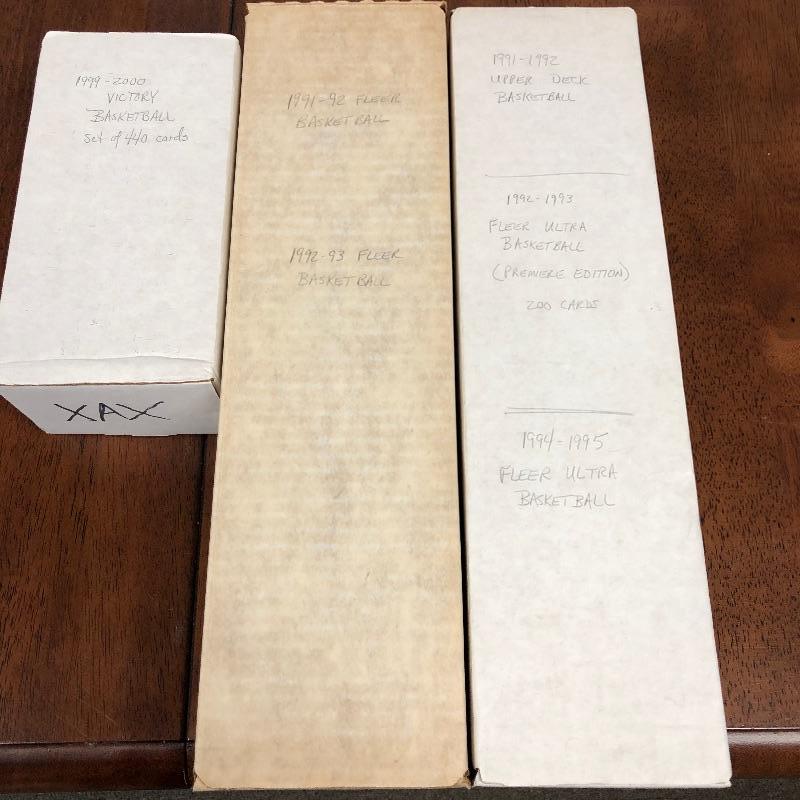 1999-2000
VICTORY
BASKETBALL
Set of 440 cards
XAX
1991-92 FLEER
BASKETBALL
1992-93 FLEER
BASKETBALL
1991-1992
UPPER DECK
BASKETBALL
1992-1993
FLEER ULTRA
BASKETBALL
(PREMIERE EDITION)
200 CARDS
1994-1995
FLEER ULTRA
BASKETBALL